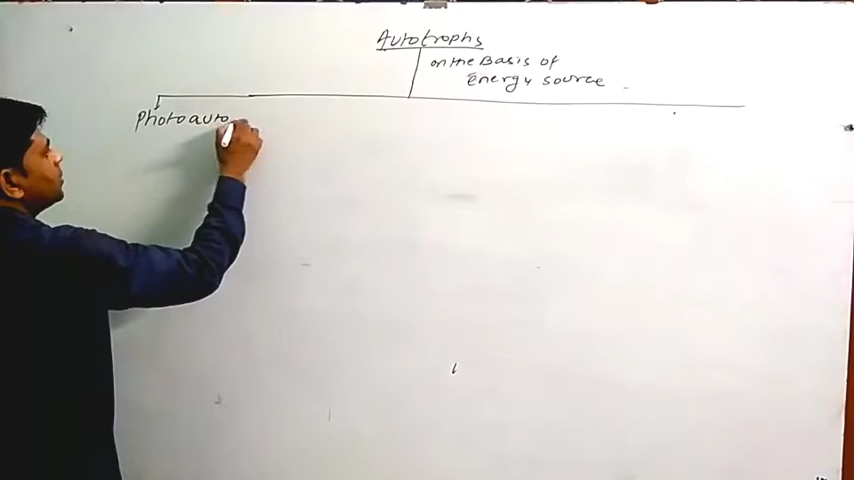 Autotrophs
on the Basis of
energy source
Photoauto